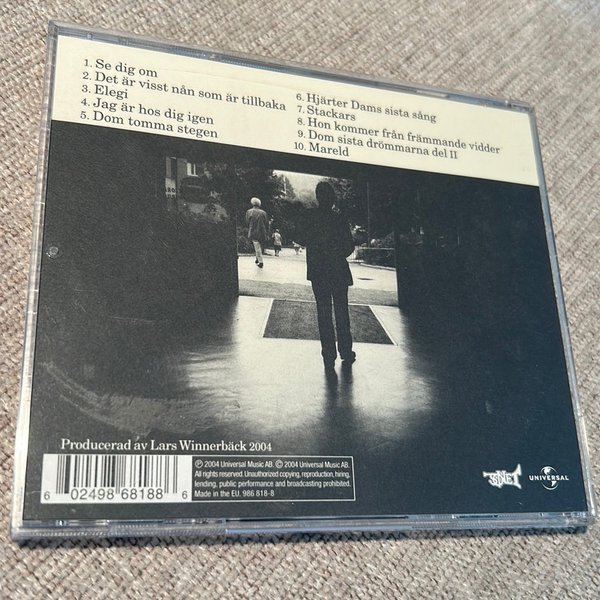 1. Se dig om
2. Det är visst nån som är tillbaka
3. Elegi
4. Jag är hos dig igen
5. Dom tomma stegen
6. Hjärter Dams sista sång
7. Stackars
8. Hon kommer från främmande vidder
9. Dom sista drömmarna del II
10. Mareld
Producerad av Lars Winnerbäck 2004
℗ 2004 Universal Music AB. © 2004 Universal Music AB.
All rights reserved. Unauthorized copying, reproduction, hiring,
lending, public performance and broadcasting prohibited.
Made in the EU. 986 818-8
6 02498 68188 6
SONET
UNIVERSAL